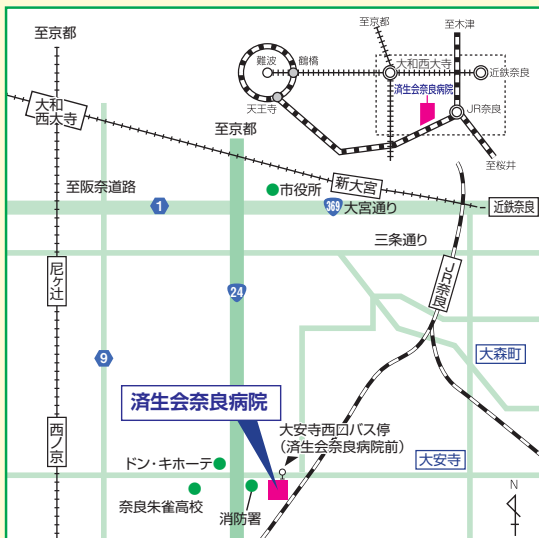 至京都
至京都
至木津
難波
鶴橋
大和西大寺
近鉄奈良
済生会奈良病院
天王寺
JR奈良
至桜井
大和
西大寺
至京都
至阪奈道路
市役所
新大宮
1
369
大宮通り
近鉄奈良
三条通り
尼ヶ辻
24
JR奈良
9
大森町
済生会奈良病院
西ノ京
大安寺西口バス停
（済生会奈良病院前）
大安寺
ドン・キホーテ
奈良朱雀高校
消防署
N